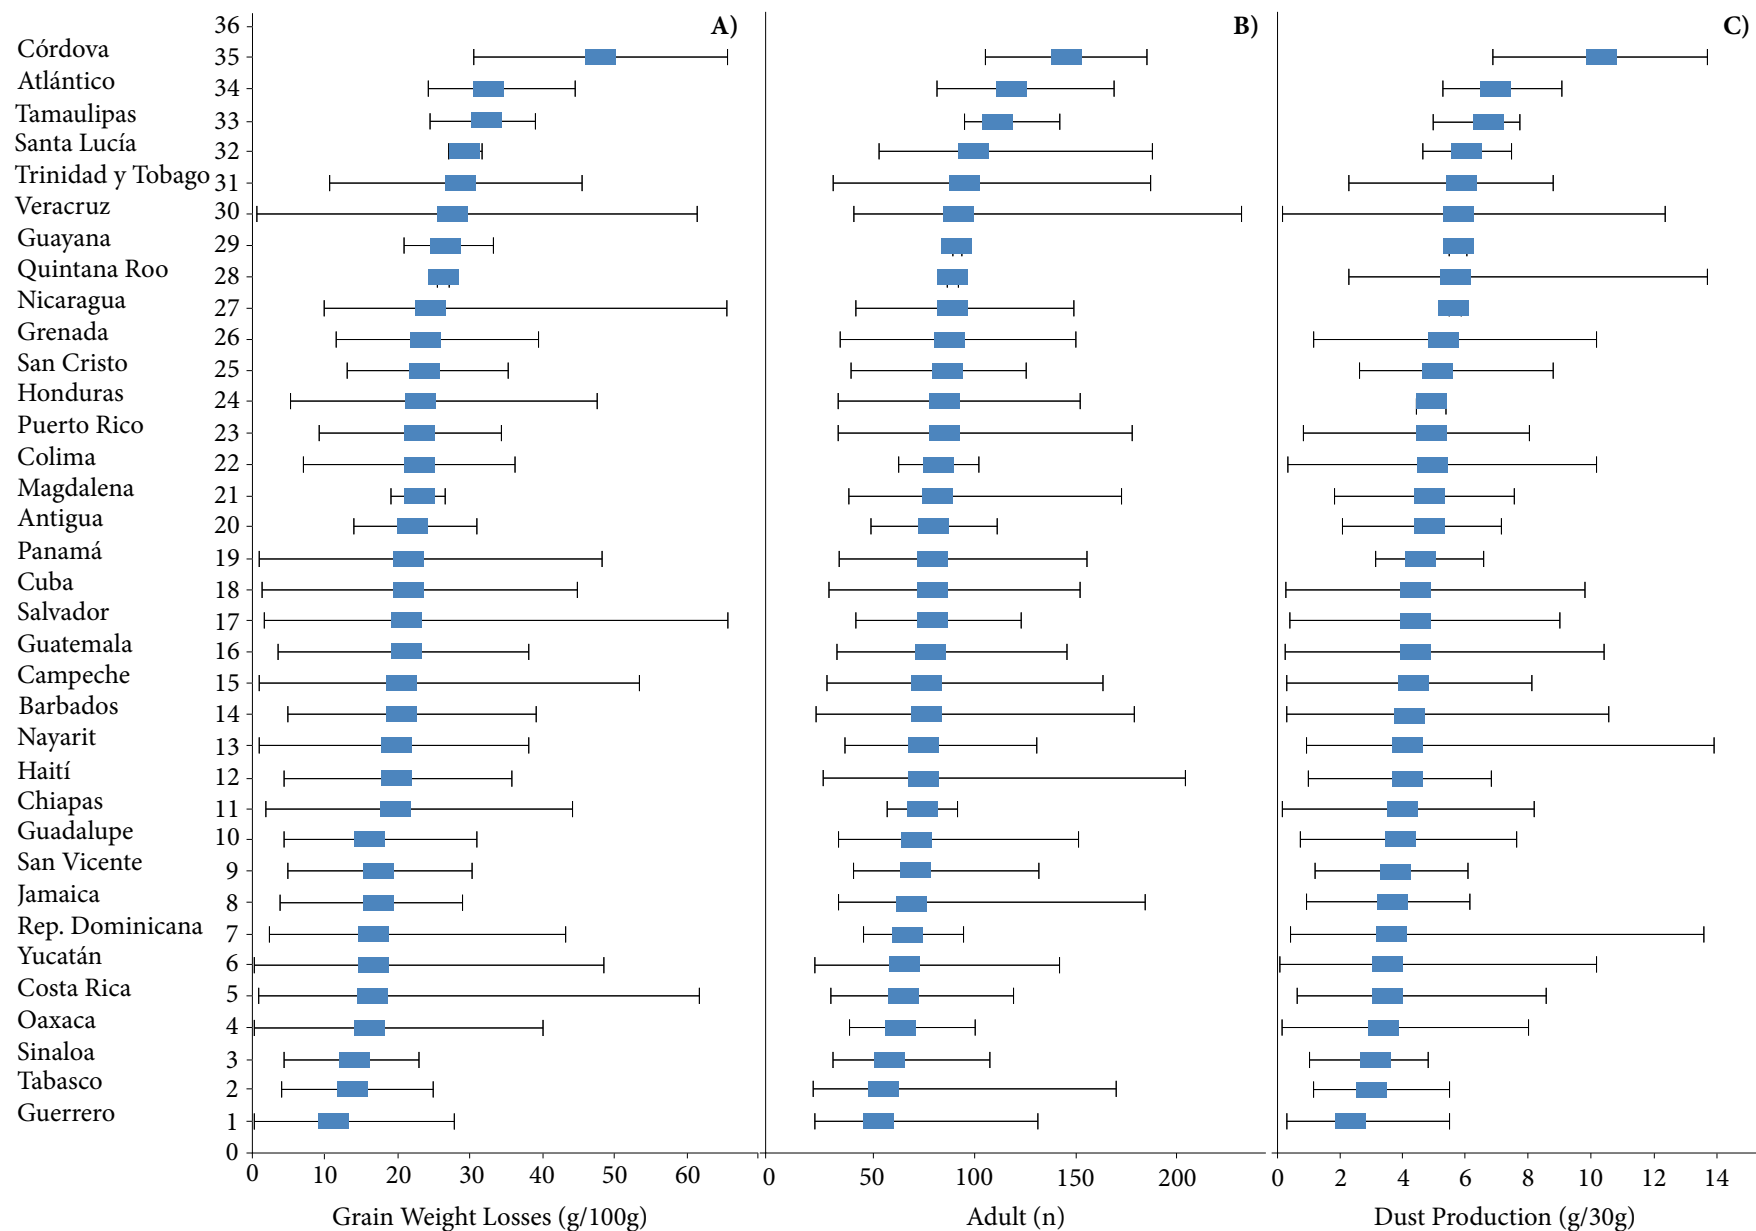 36 A) B) C)
Córdova 35
Atlántico 34
Tamaulipas 33
Santa Lucía 32
Trinidad y Tobago 31
Veracruz 30
Guayana 29
Quintana Roo 28
Nicaragua 27
Grenada 26
San Cristo 25
Honduras 24
Puerto Rico 23
Colima 22
Magdalena 21
Antigua 20
Panamá 19
Cuba 18
Salvador 17
Guatemala 16
Campeche 15
Barbados 14
Nayarit 13
Haití 12
Chiapas 11
Guadalupe 10
San Vicente 9
Jamaica 8
Rep. Dominicana 7
Yucatán 6
Costa Rica 5
Oaxaca 4
Sinaloa 3
Tabasco 2
Guerrero 1
0
0 10 20 30 40 50 60 0 50 100 150 200 0 2 4 6 8 10 12 14
Grain Weight Losses (g/100g) Adult (n) Dust Production (g/30g)